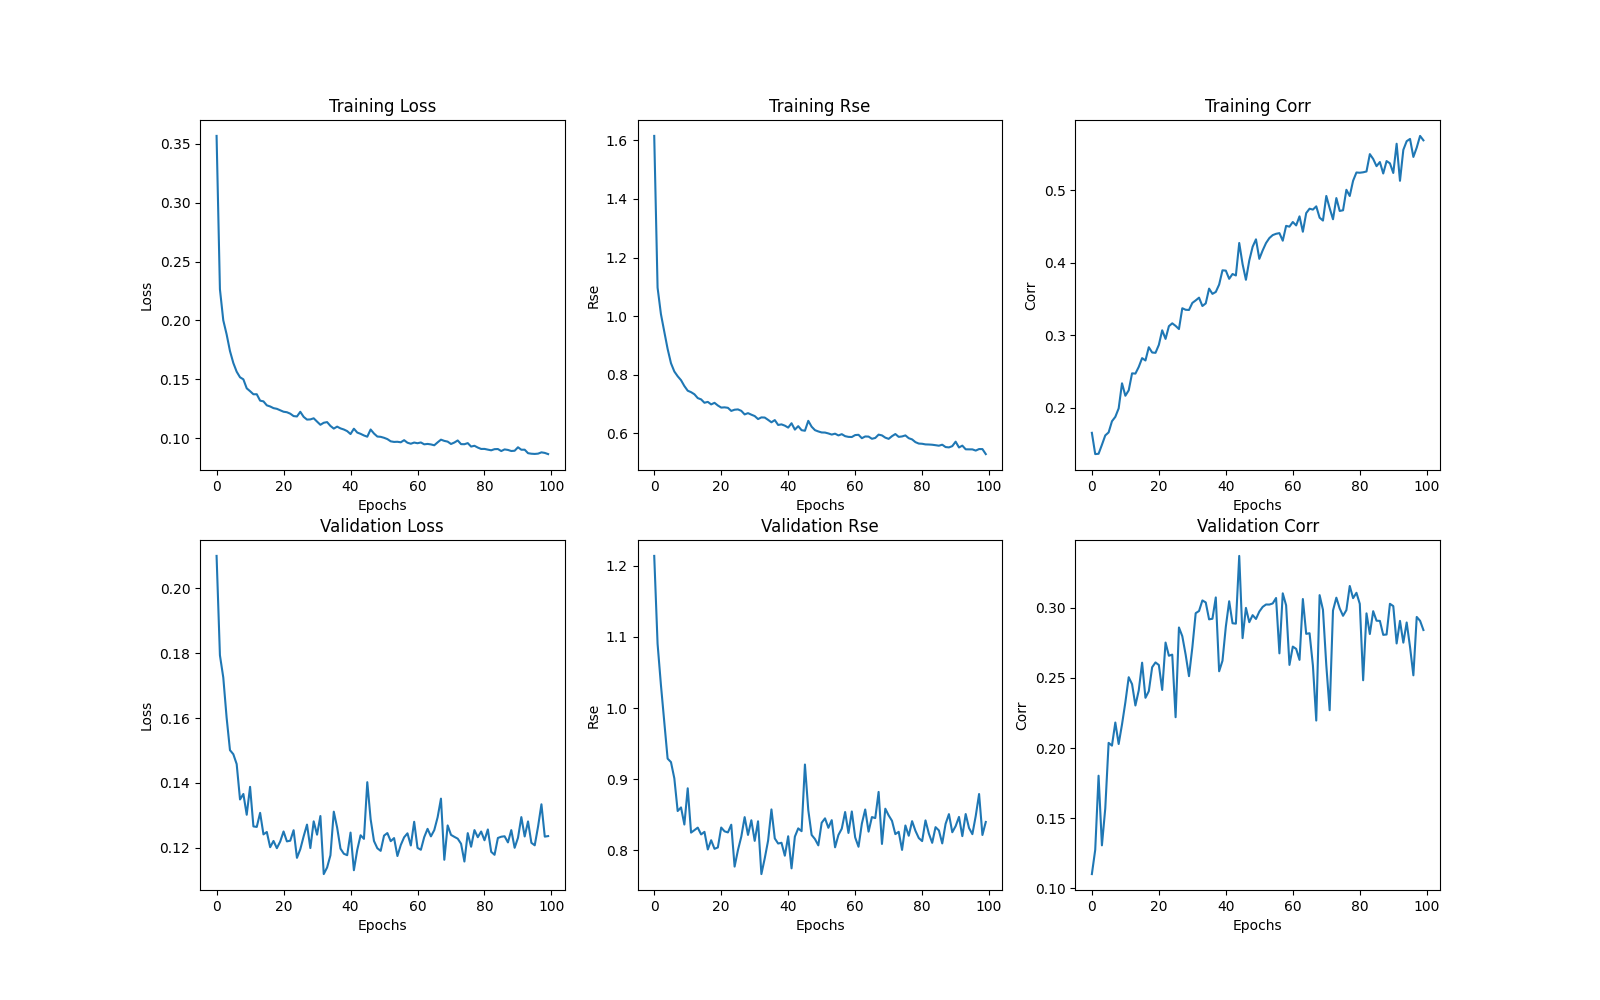 Training Loss
Training Rse
Training Corr
0.35
0.30
0.25
0.20
0.15
0.10
Loss
0 20 40 60 80 100
Epochs
1.6
1.4
1.2
1.0
0.8
0.6
Rse
0 20 40 60 80 100
Epochs
0.5
0.4
0.3
0.2
Corr
0 20 40 60 80 100
Epochs
Validation Loss
Validation Rse
Validation Corr
0.20
0.18
0.16
0.14
0.12
Loss
0 20 40 60 80 100
Epochs
1.2
1.1
1.0
0.9
0.8
Rse
0 20 40 60 80 100
Epochs
0.30
0.25
0.20
0.15
0.10
Corr
0 20 40 60 80 100
Epochs